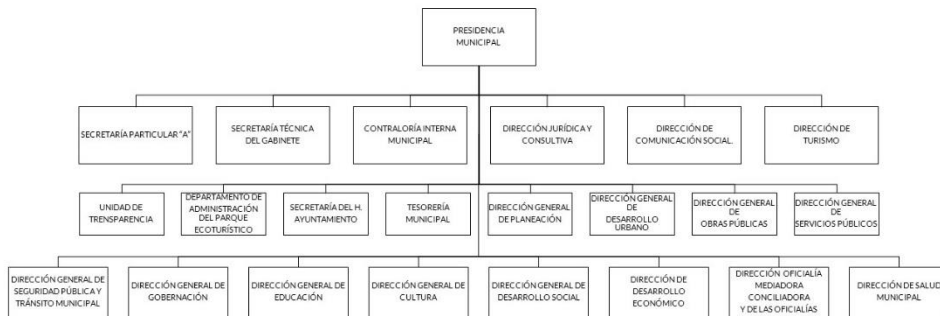 PRESIDENCIA
MUNICIPAL
SECRETARÍA PARTICULAR "A"
SECRETARÍA TÉCNICA
DEL GABINETE
CONTRALORÍA INTERNA
MUNICIPAL
DIRECCIÓN JURÍDICA Y
CONSULTIVA
DIRECCIÓN DE
COMUNICACIÓN SOCIAL.
DIRECCIÓN DE
TURISMO
UNIDAD DE
TRENSPARENCIA
DEPARTAMENTO DE
ADMINISTRACIÓN
DEL PARQUE
ECOTURÍSTICO
SECRETARÍA DEL H.
AYUNTAMIENTO
TESORERÍA
MUNICIPAL
DIRECCIÓN GENERAL
DE PLANEACIÓN
DIRECCIÓN GENERAL
DE
DESARROLLO
URBANO
DIRECCIÓN GENERAL
DE
OBRAS PÚBLICAS
DIRECCIÓN GENERAL
DE
SERVICIOS PÚBLICOS
DIRECCIÓN GENERAL DE
SEGURIDAD PÚBLICA Y
TRÁNSITO MUNICIPAL
DIRECCIÓN GENERAL DE
GOBERNACIÓN
DIRECCIÓN GENERAL DE
EDUCACIÓN
DIRECCIÓN GENERAL DE
CULTURA
DIRECCIÓN GENERAL DE
DESARROLLO SOCIAL
DIRECCIÓN DE
DESARROLLO
ECONÓMICO
DIRECCIÓN OFICIALÍA
MEDIADORA
CONCILIADORA
Y DE LAS OFICIALÍAS
DIRECCIÓN DE SALUD
MUNICIPAL